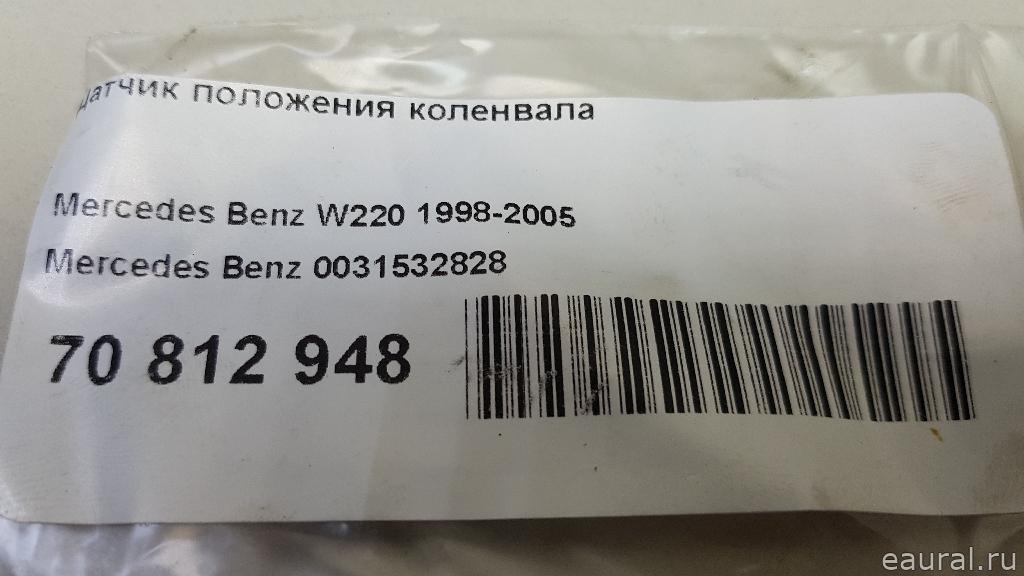 Датчик положения коленвала
Mercedes Benz W220 1998-2005
Mercedes Benz 0031532828
70 812 948
eaural.ru